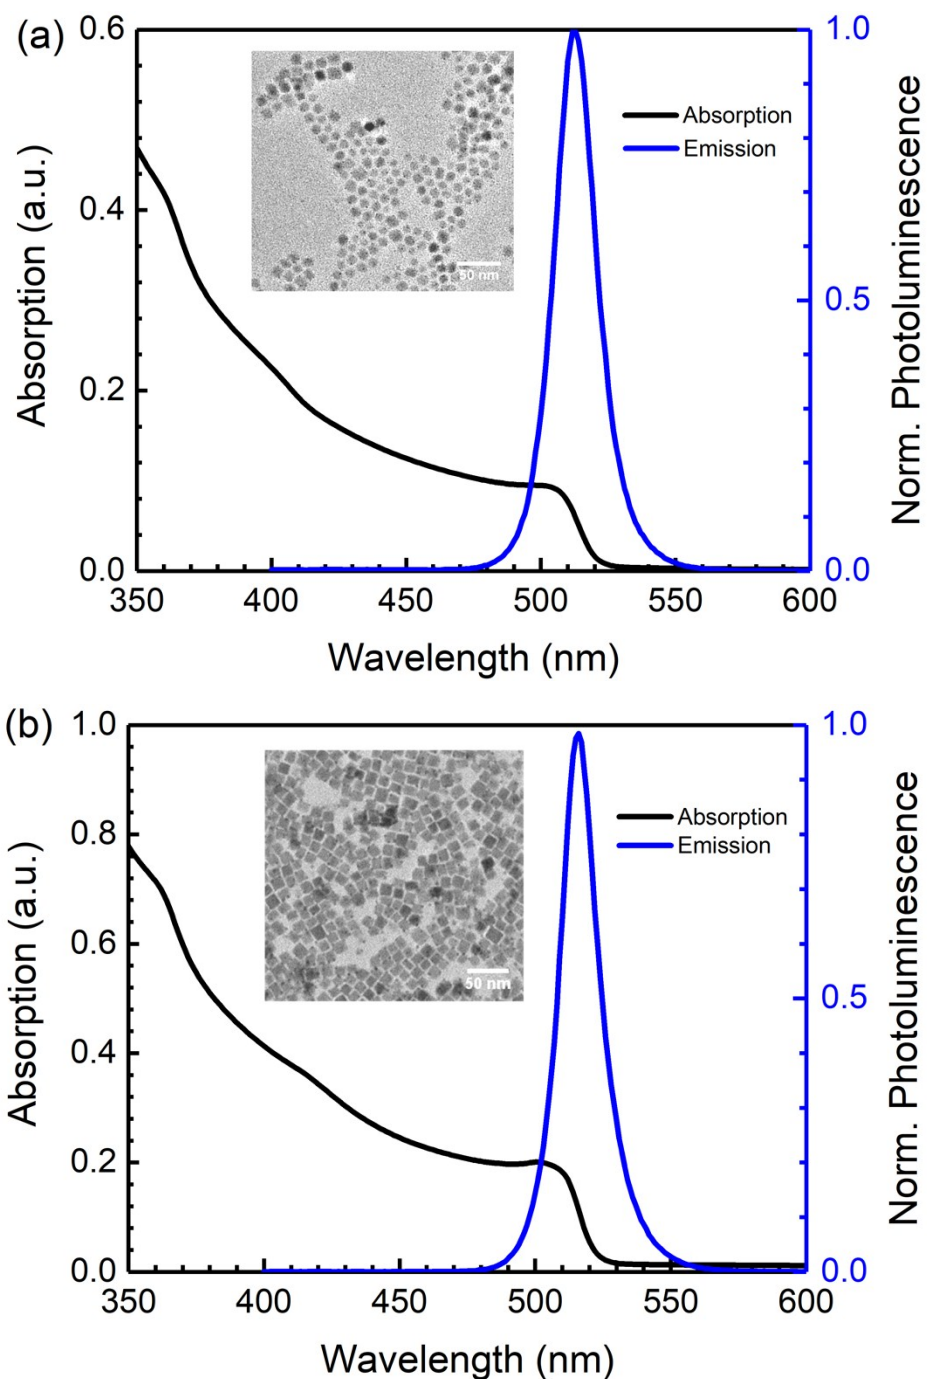 (a)
0.6
1.0
Absorption
Emission
50 nm
0.4
0.5
0.2
0.0
0.0
Absorption (a.u.)
Norm. Photoluminescence
350 400 450 500 550 600
Wavelength (nm)
(b)
1.0
1.0
Absorption
Emission
0.8
50 nm
0.6
0.5
0.4
0.2
0.0
0.0
Absorption (a.u.)
Norm. Photoluminescence
350 400 450 500 550 600
Wavelength (nm)